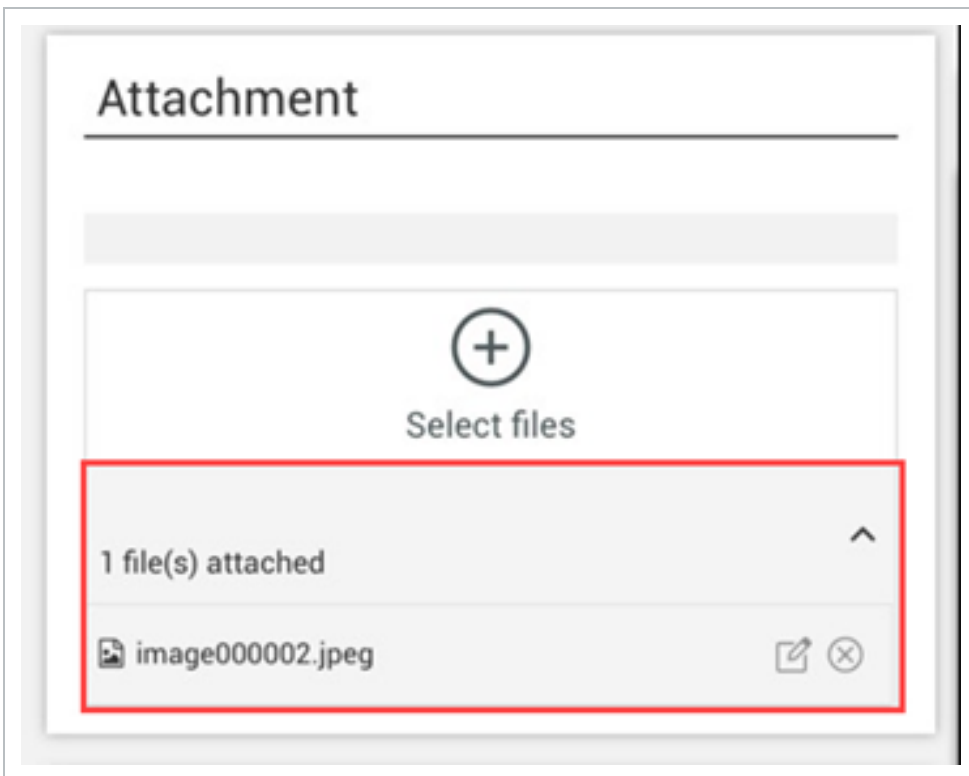 Attachment
Select files
1 file(s) attached
image000002.jpeg